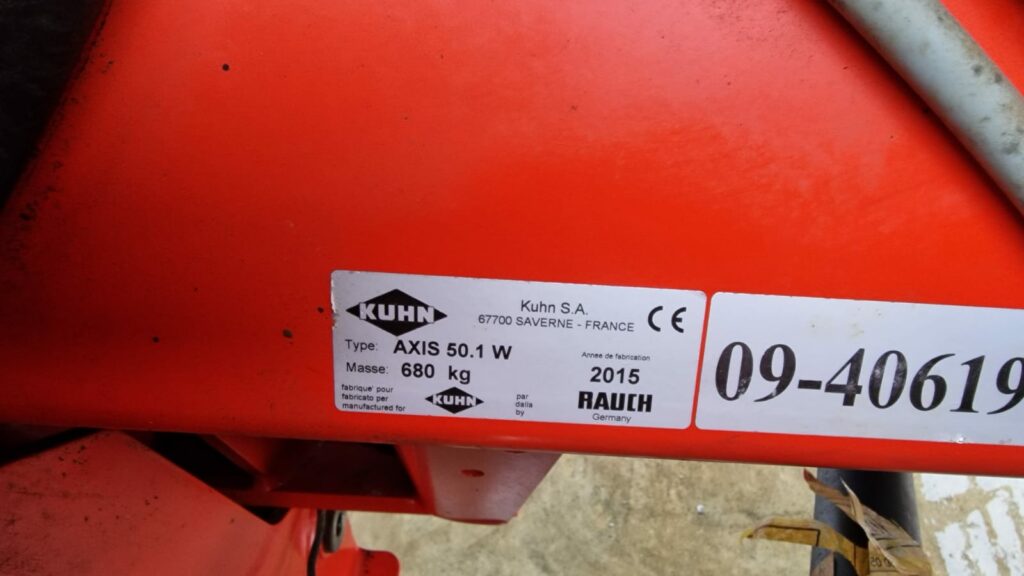 KUHN
Kuhn S.A.
67700 SAVERNE - FRANCE
CE
Type: AXIS 50.1 W
Masse: 680 kg
Annee de fabrication
2015
fabrique' pour
fabricato per
manufactured for
KUHN
par
dalla
by
RAUCH
Germany
09-40619